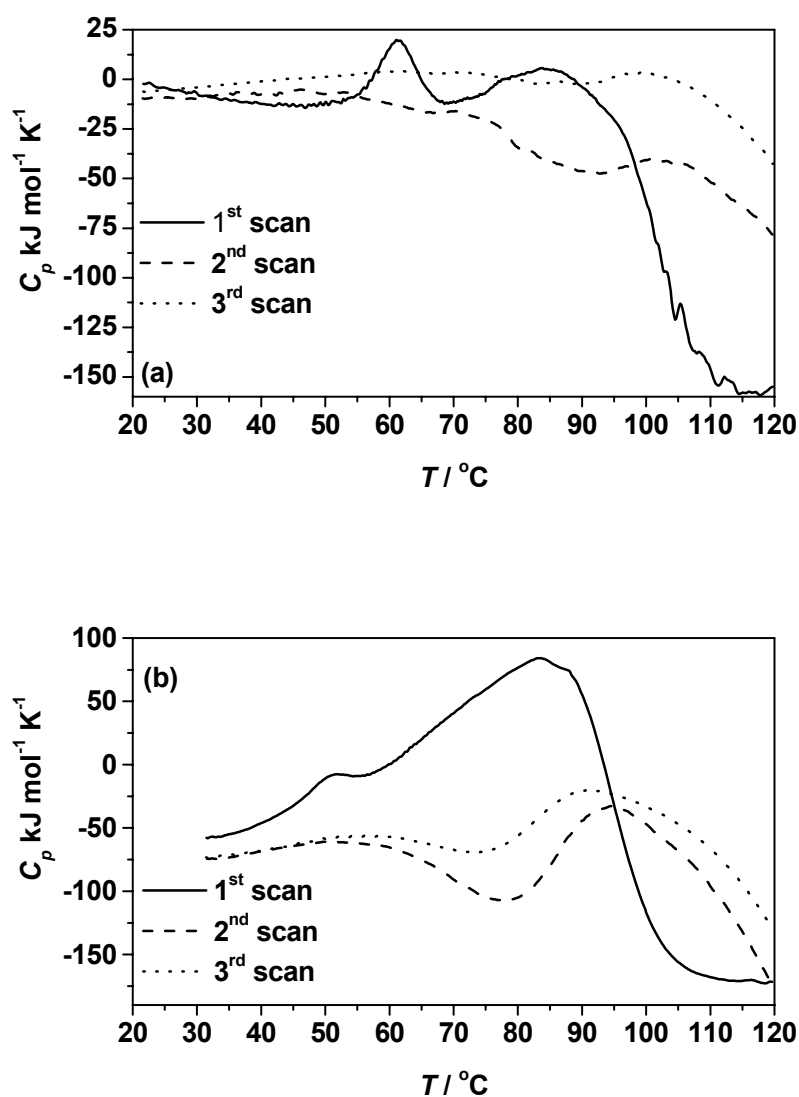 25
0
-25
-50
-75
-100
-125
-150
C_p kJ mol⁻¹ K⁻¹
1ˢᵗ scan
2ⁿᵈ scan
3ʳᵈ scan
(a)
20 30 40 50 60 70 80 90 100 110 120
T / °C
100
50
0
-50
-100
-150
C_p kJ mol⁻¹ K⁻¹
(b)
1ˢᵗ scan
2ⁿᵈ scan
3ʳᵈ scan
20 30 40 50 60 70 80 90 100 110 120
T / °C